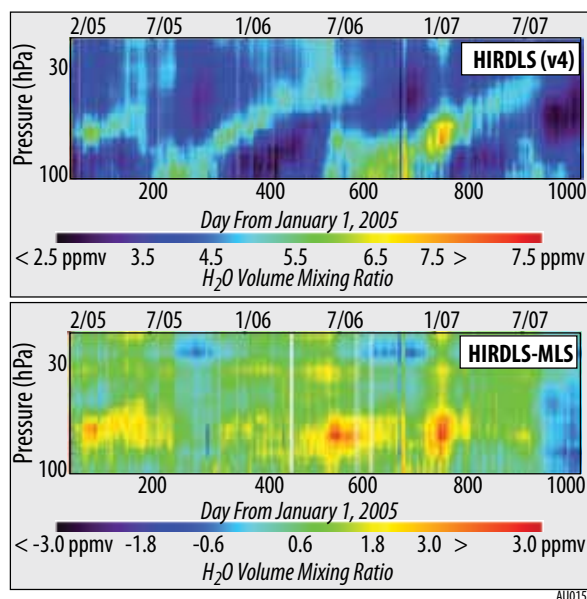 2/05 7/05 1/06 7/06 1/07 7/07
HIRDLS (v4)
30
Pressure (hPa)
100
200 400 600 800 1000
Day From January 1, 2005
< 2.5 ppmv 3.5 4.5 5.5 6.5 7.5 > 7.5 ppmv
H₂O Volume Mixing Ratio
2/05 7/05 1/06 7/06 1/07 7/07
HIRDLS-MLS
30
Pressure (hPa)
100
200 400 600 800 1000
Day From January 1, 2005
< -3.0 ppmv -1.8 -0.6 0.6 1.8 3.0 > 3.0 ppmv
H₂O Volume Mixing Ratio
AU015